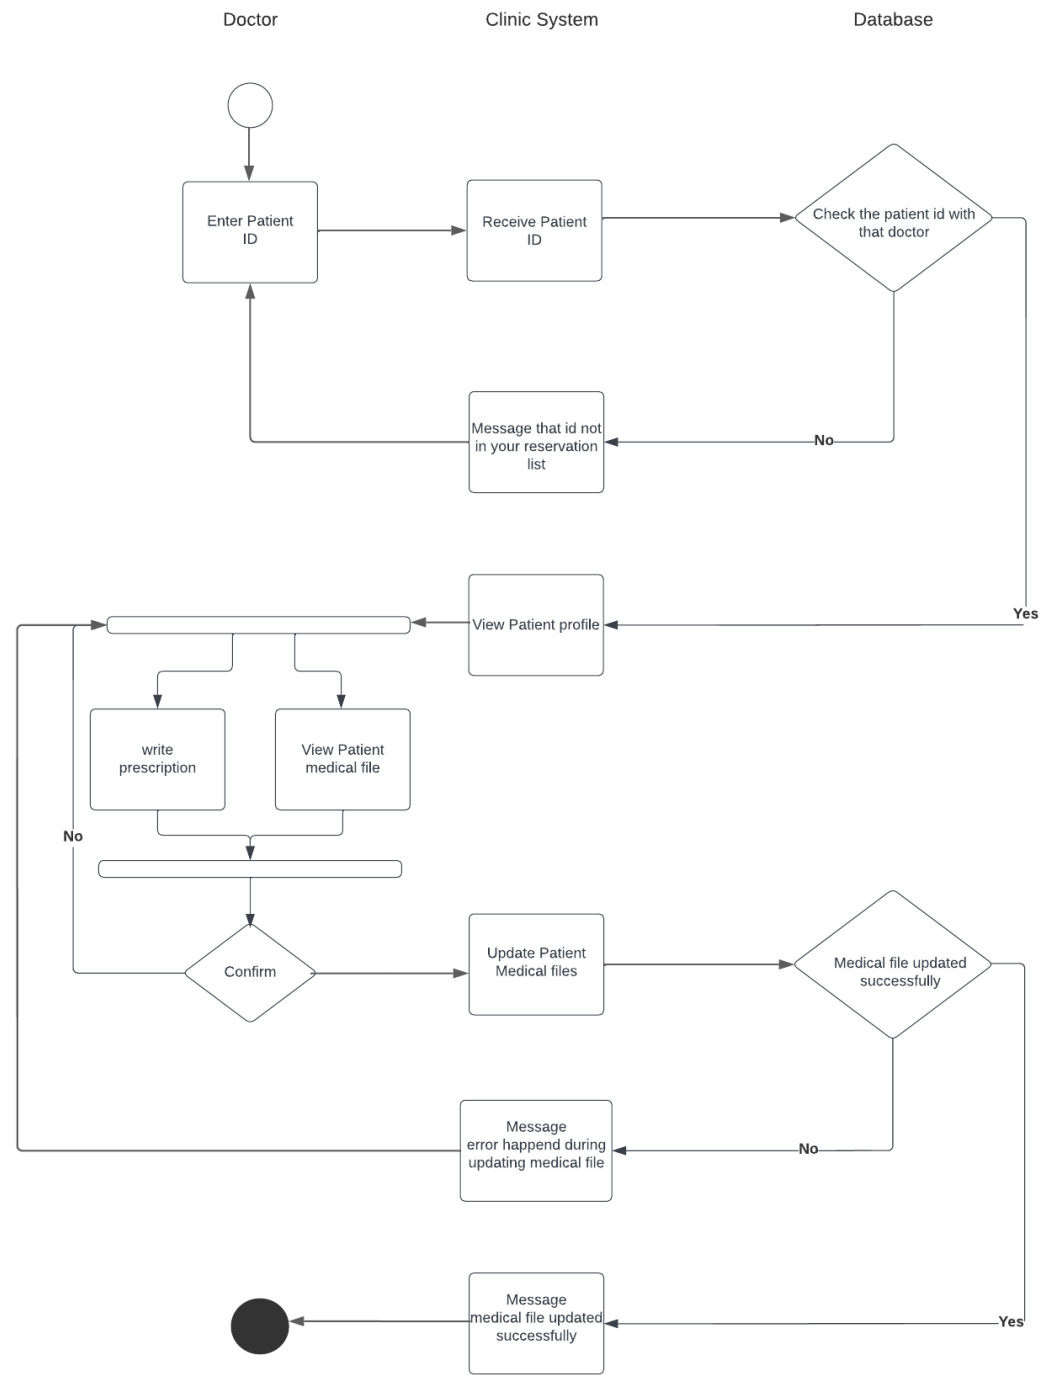 Doctor
Clinic System
Database
Enter Patient
ID
Receive Patient
ID
Check the patient id with
that doctor
Message that id not
in your reservation
list
No
Yes
View Patient profile
write
prescription
View Patient
medical file
No
Confirm
Update Patient
Medical files
Medical file updated
successfully
Message
error happend during
updating medical file
No
Message
medical file updated
successfully
Yes